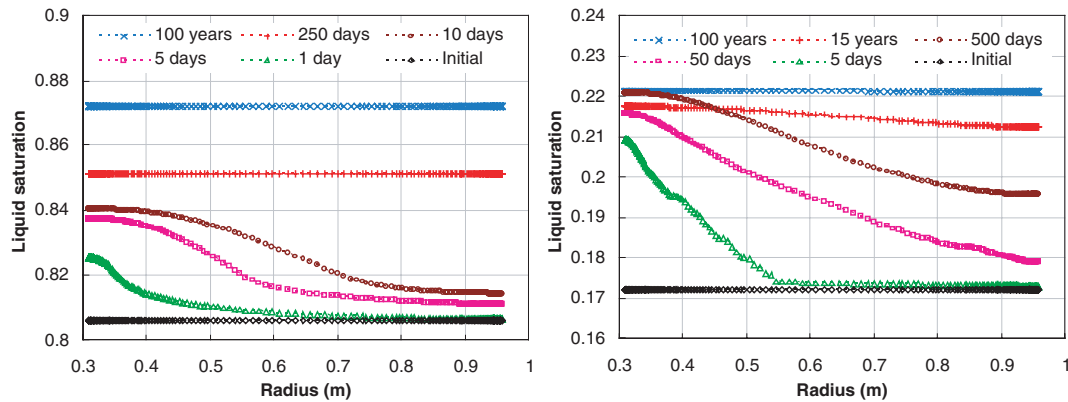 0.9
0.88
0.86
0.84
0.82
0.8
Liquid saturation
100 years
250 days
10 days
5 days
1 day
Initial
0.3 0.4 0.5 0.6 0.7 0.8 0.9 1
Radius (m)
0.24
0.23
0.22
0.21
0.2
0.19
0.18
0.17
0.16
Liquid saturation
100 years
15 years
500 days
50 days
5 days
Initial
0.3 0.4 0.5 0.6 0.7 0.8 0.9 1
Radius (m)